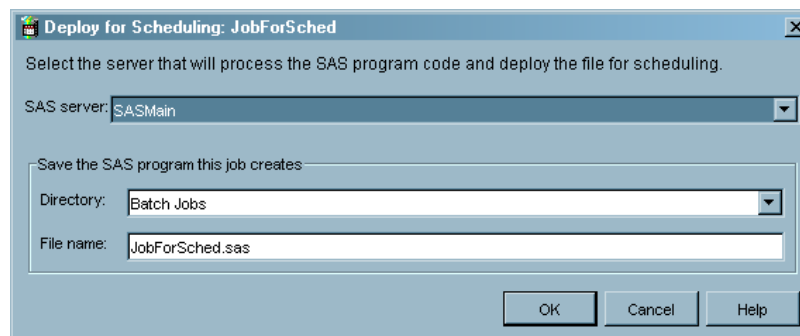 Deploy for Scheduling: JobForSched
Select the server that will process the SAS program code and deploy the file for scheduling.
SAS server: SASMain
Save the SAS program this job creates
Directory: Batch Jobs
File name: JobForSched.sas
OK Cancel Help